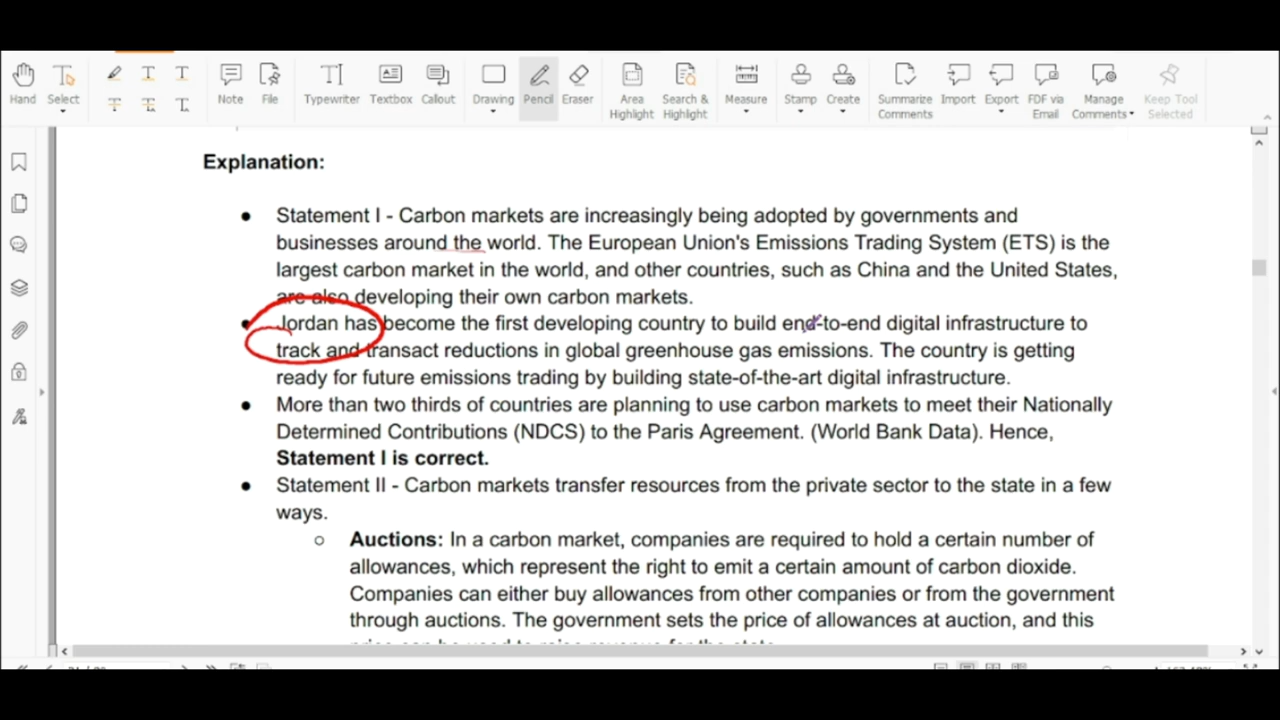 Hand
Select
Note
File
Typewriter
Textbox
Callout
Drawing
Pencil
Eraser
Area Highlight
Search & Highlight
Measure
Stamp
Create
Summarize Comments
Import
Export
FDF via Email
Manage Comments
Keep Tool Selected
Explanation:
● Statement I - Carbon markets are increasingly being adopted by governments and
businesses around the world. The European Union's Emissions Trading System (ETS) is the
largest carbon market in the world, and other countries, such as China and the United States,
are also developing their own carbon markets.
● Jordan has become the first developing country to build end-to-end digital infrastructure to
track and transact reductions in global greenhouse gas emissions. The country is getting
ready for future emissions trading by building state-of-the-art digital infrastructure.
● More than two thirds of countries are planning to use carbon markets to meet their Nationally
Determined Contributions (NDCS) to the Paris Agreement. (World Bank Data). Hence,
Statement I is correct.
● Statement II - Carbon markets transfer resources from the private sector to the state in a few
ways.
○ Auctions: In a carbon market, companies are required to hold a certain number of
allowances, which represent the right to emit a certain amount of carbon dioxide.
Companies can either buy allowances from other companies or from the government
through auctions. The government sets the price of allowances at auction, and this